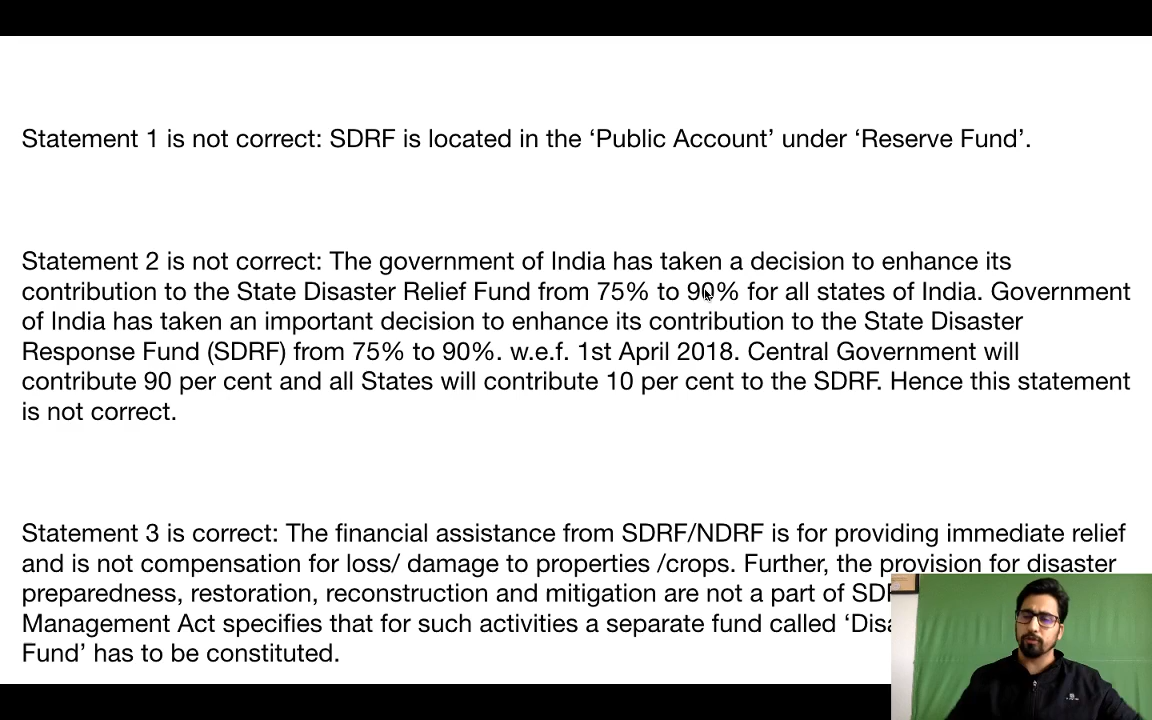 Statement 1 is not correct: SDRF is located in the ‘Public Account’ under ‘Reserve Fund’.
Statement 2 is not correct: The government of India has taken a decision to enhance its
contribution to the State Disaster Relief Fund from 75% to 90% for all states of India. Government
of India has taken an important decision to enhance its contribution to the State Disaster
Response Fund (SDRF) from 75% to 90%. w.e.f. 1st April 2018. Central Government will
contribute 90 per cent and all States will contribute 10 per cent to the SDRF. Hence this statement
is not correct.
Statement 3 is correct: The financial assistance from SDRF/NDRF is for providing immediate relief
and is not compensation for loss/ damage to properties /crops. Further, the provision for disaster
preparedness, restoration, reconstruction and mitigation are not a part of
Management Act specifies that for such activities a separate fund called
Fund’ has to be constituted.